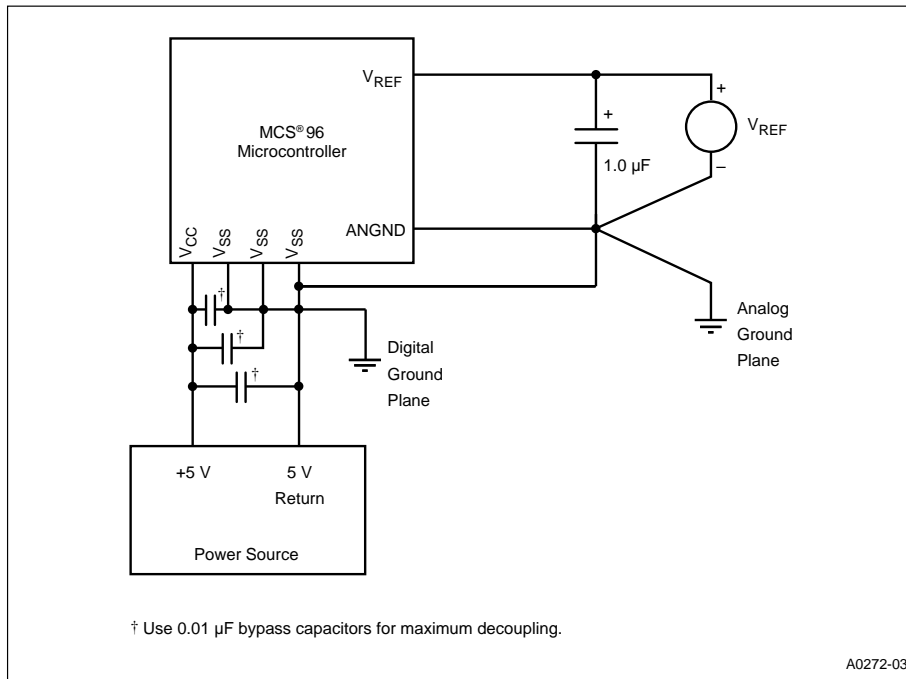 VREF
+
+
VREF
MCS® 96
Microcontroller
1.0 µF
–
VCC
VSS
VSS
VSS
ANGND
†
†
†
Analog
Ground
Plane
Digital
Ground
Plane
+5 V
5 V
Return
Power Source
† Use 0.01 µF bypass capacitors for maximum decoupling.
A0272-03